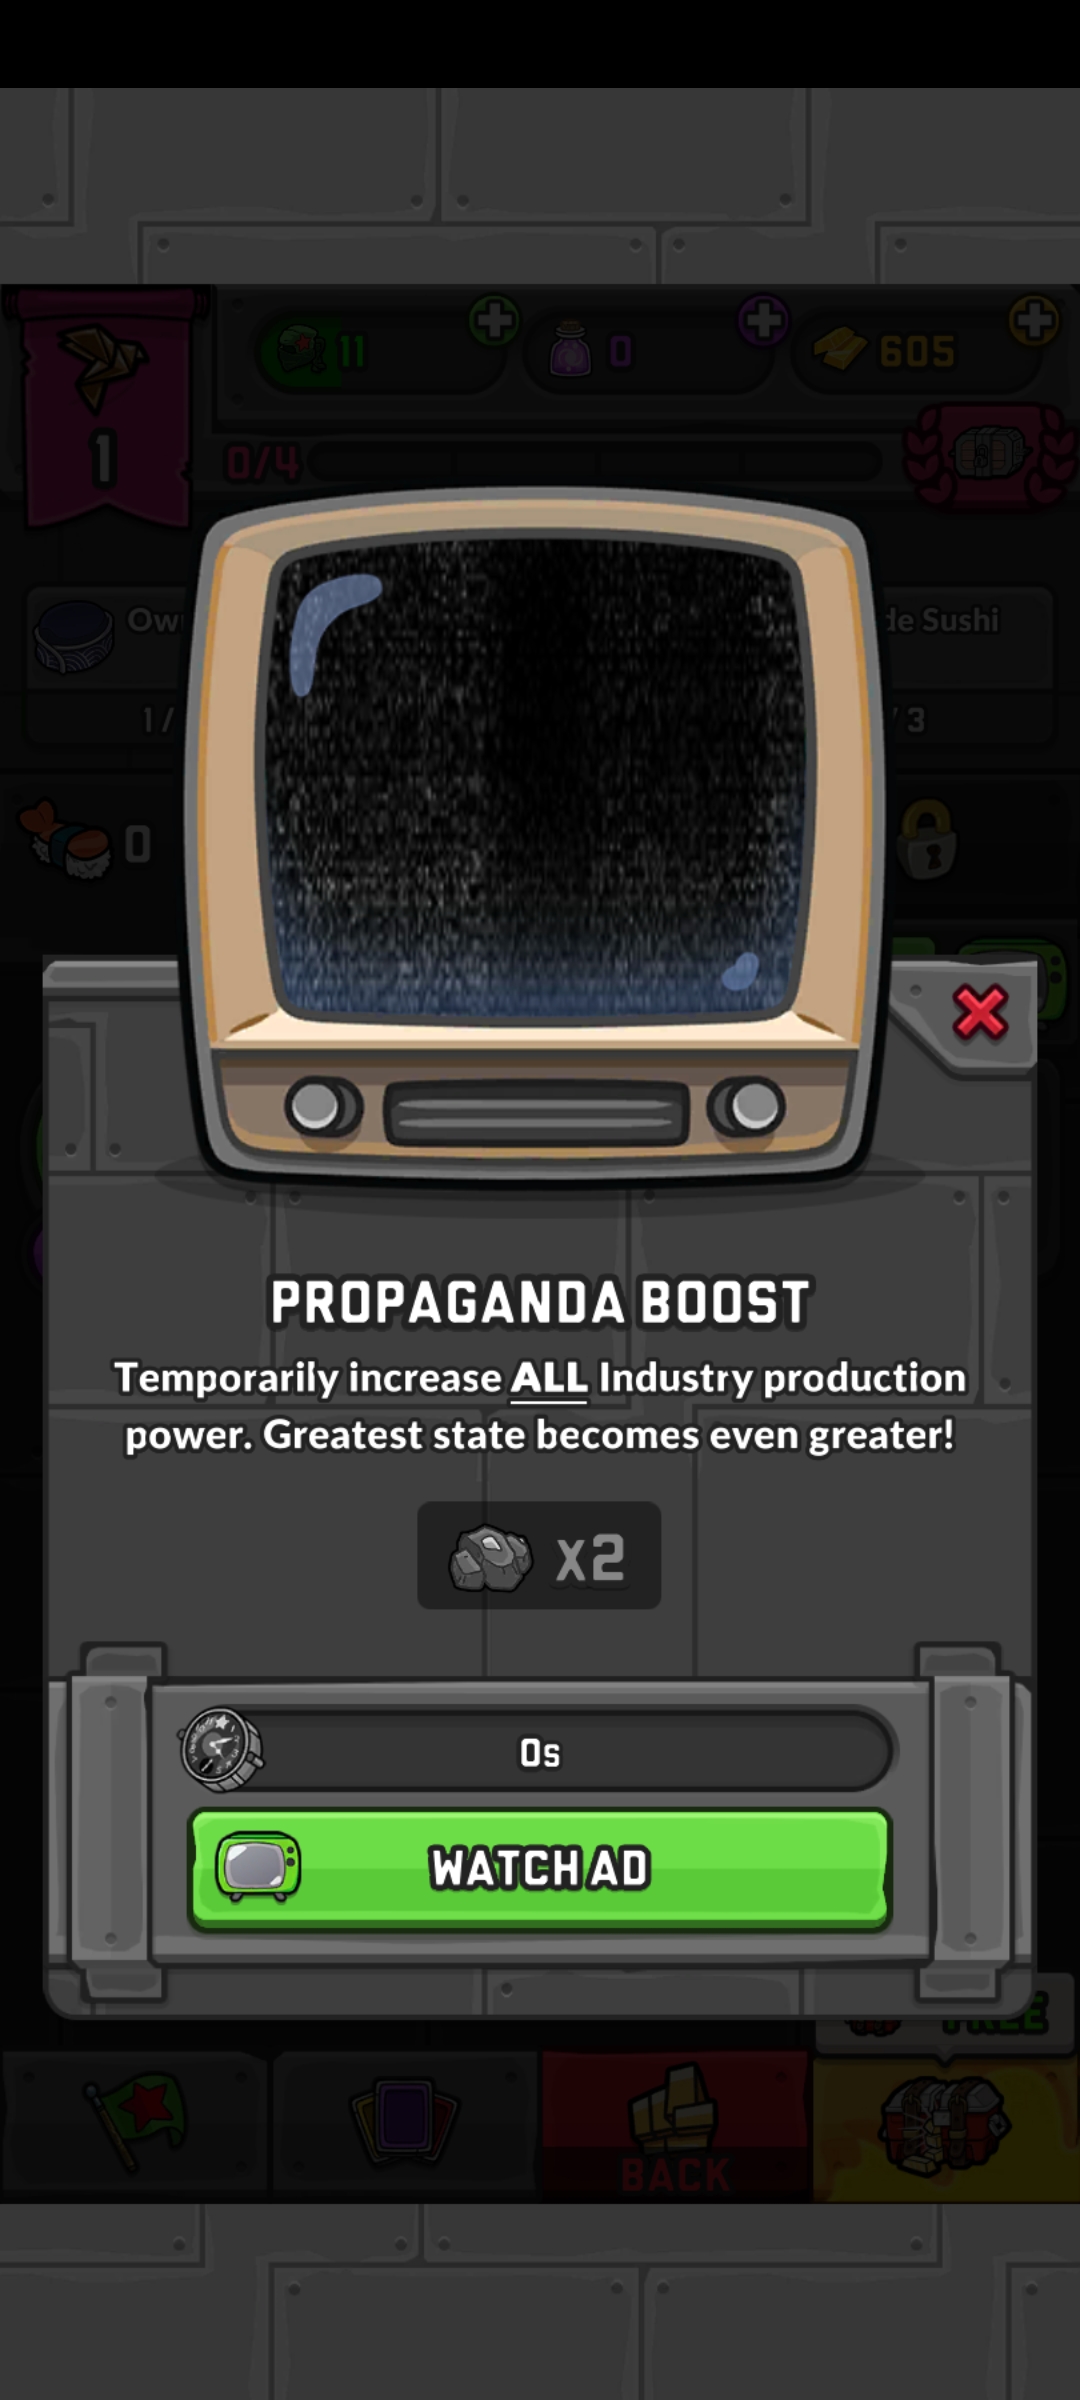 11
0
605
1
0/4
de Sushi
1/
/ 3
0
PROPAGANDA BOOST
Temporarily increase ALL Industry production
power. Greatest state becomes even greater!
x2
0s
WATCH AD
FREE
BACK